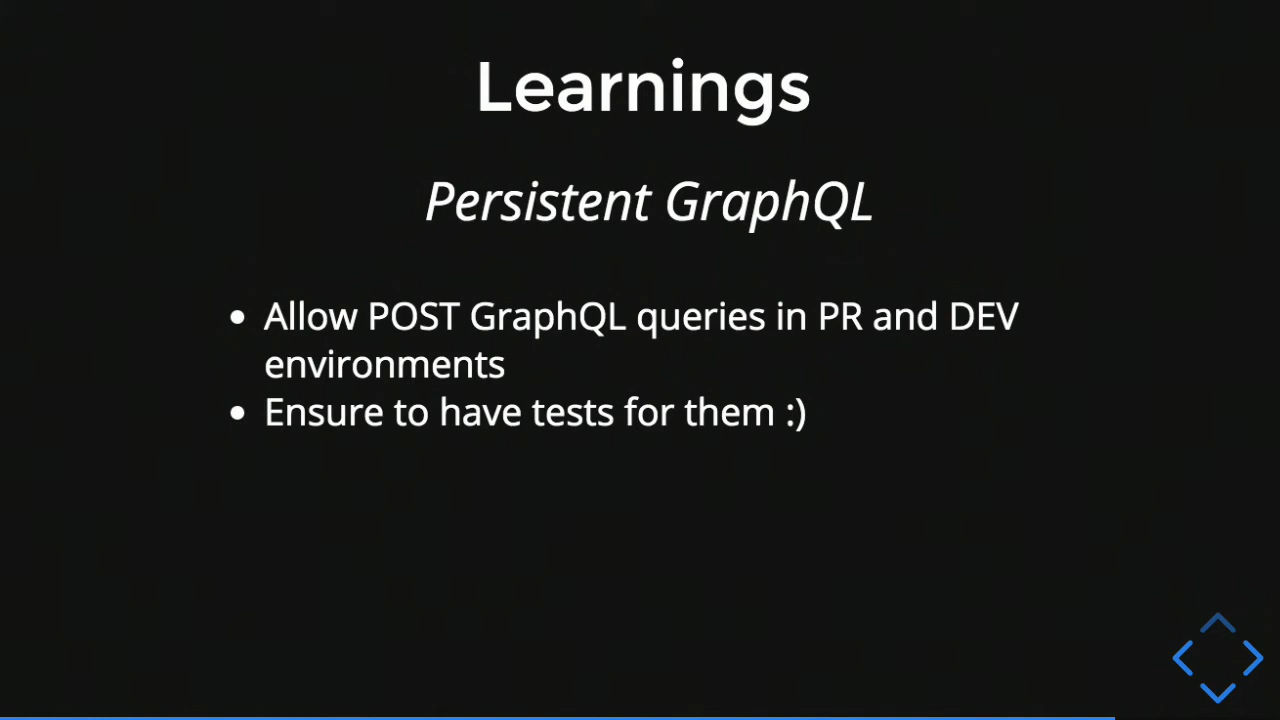 Learnings
Persistent GraphQL
• Allow POST GraphQL queries in PR and DEV
environments
• Ensure to have tests for them :)